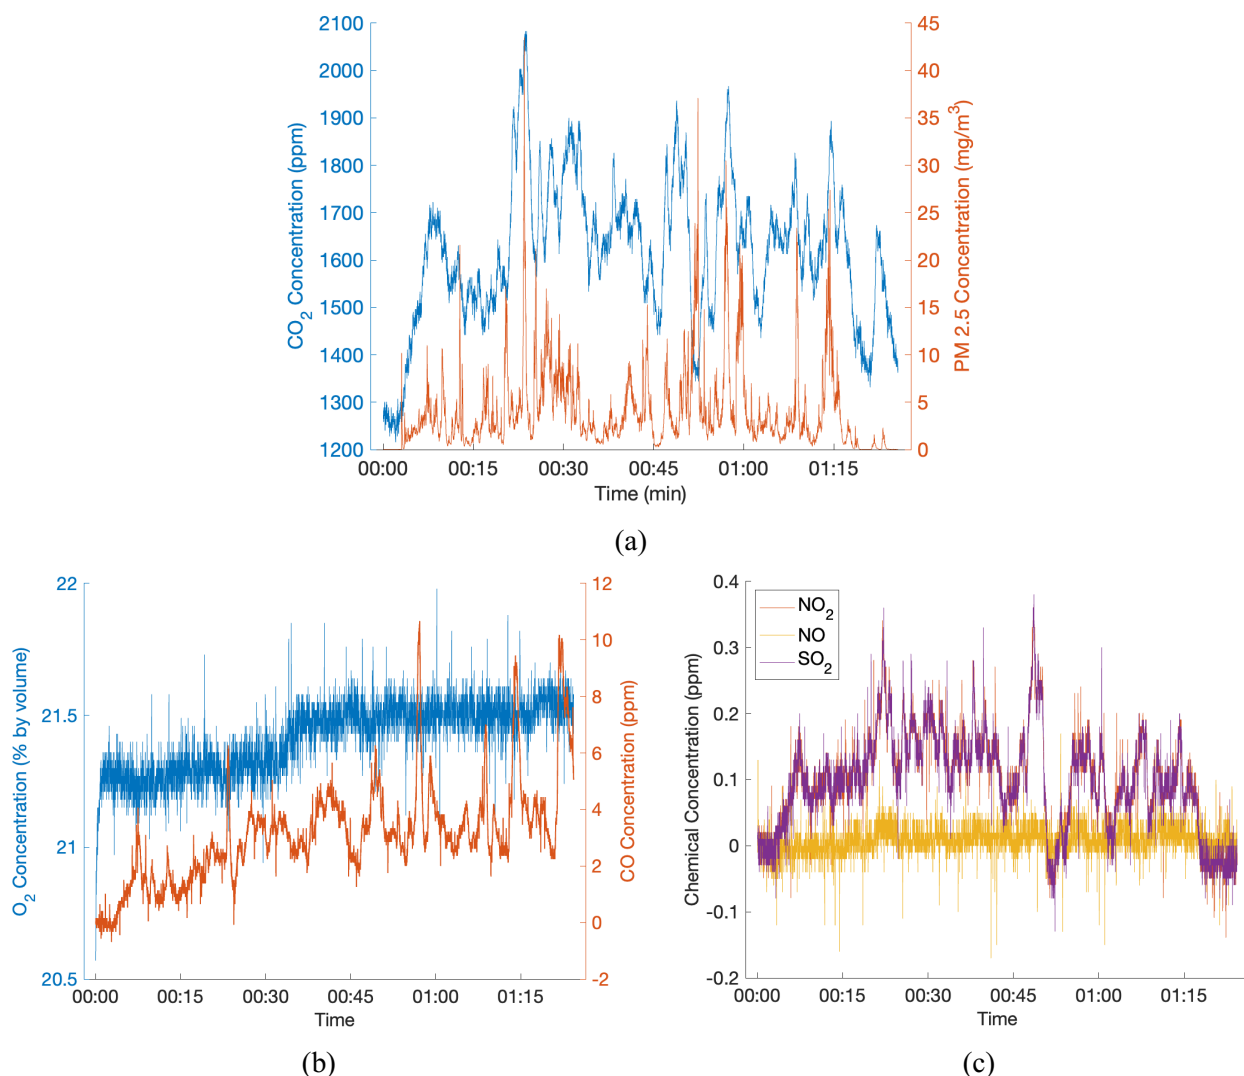 2100
2000
1900
1800
1700
1600
1500
1400
1300
1200
CO2 Concentration (ppm)
45
40
35
30
25
20
15
10
5
0
PM 2.5 Concentration (mg/m3)
00:00 00:15 00:30 00:45 01:00 01:15
Time (min)
(a)
22
21.5
21
20.5
O2 Concentration (% by volume)
12
10
8
6
4
2
0
-2
CO Concentration (ppm)
00:00 00:15 00:30 00:45 01:00 01:15
Time
(b)
0.4
0.3
0.2
0.1
0
-0.1
-0.2
Chemical Concentration (ppm)
NO2
NO
SO2
00:00 00:15 00:30 00:45 01:00 01:15
Time
(c)